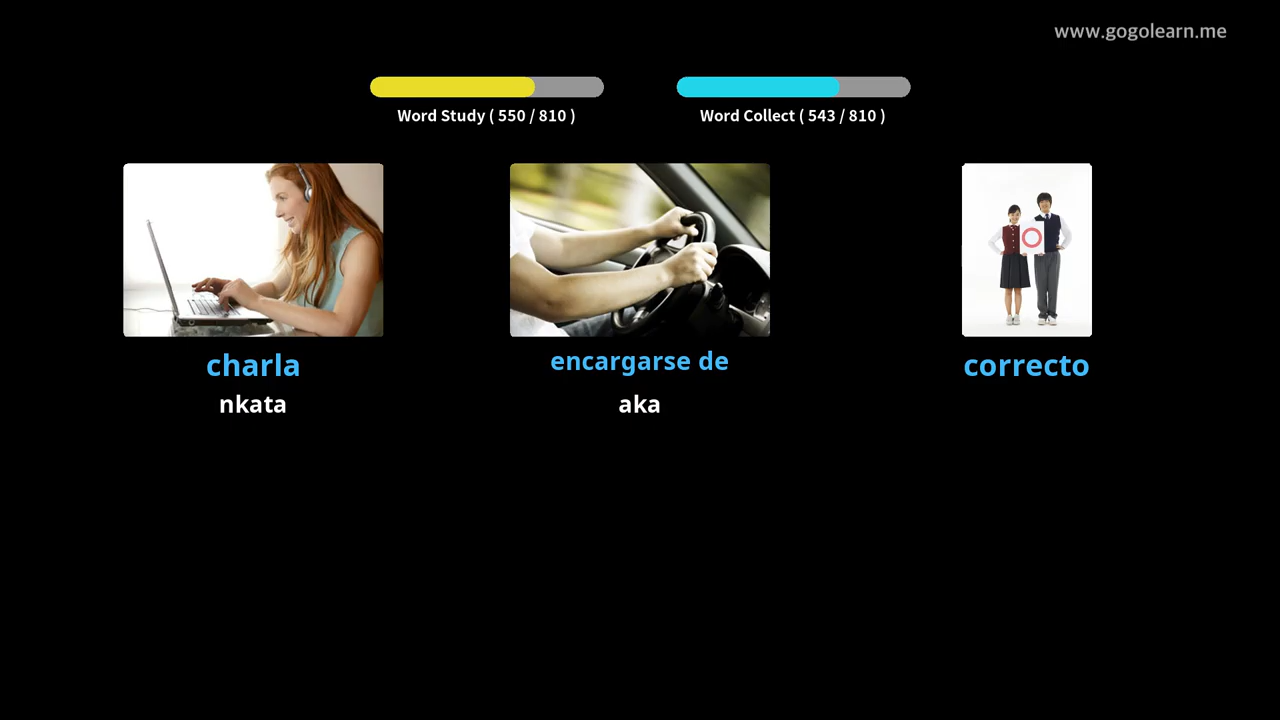 www.gogolearn.me
Word Study ( 550 / 810 )
Word Collect ( 543 / 810 )
charla
encargarse de
correcto
nkata
aka